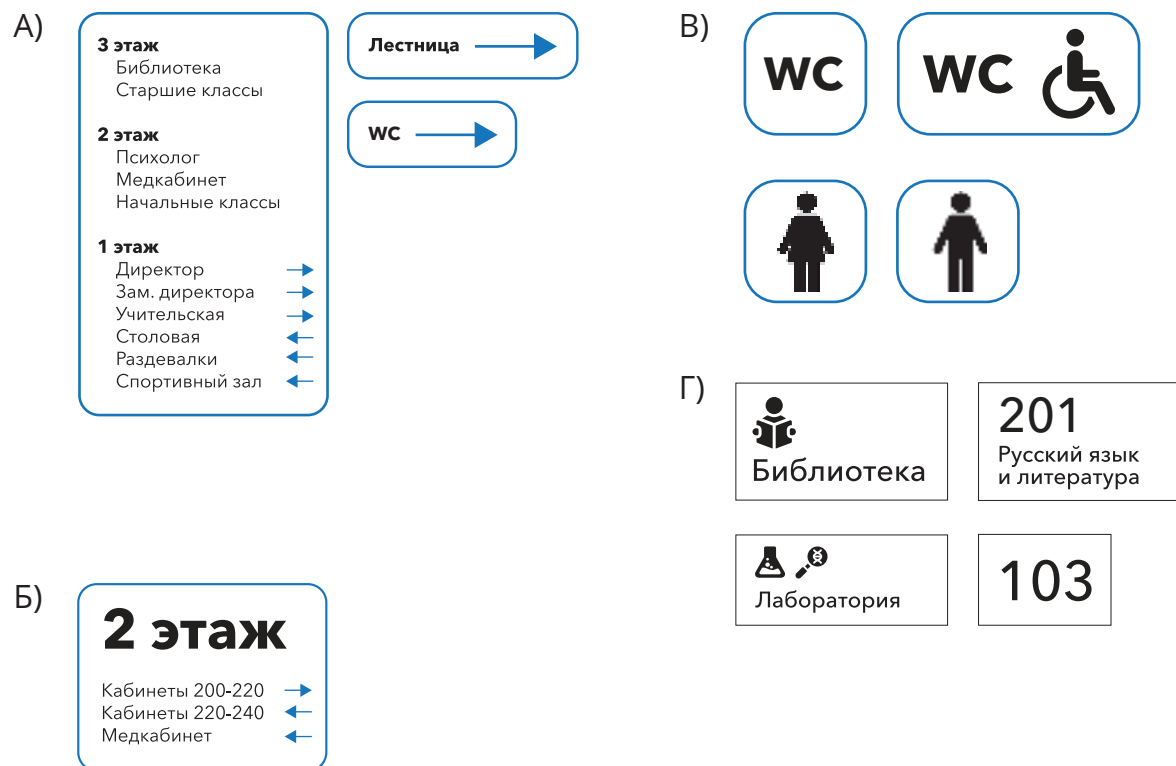 А)
3 этаж
Библиотека
Старшие классы
2 этаж
Психолог
Медкабинет
Начальные классы
1 этаж
Директор
Зам. директора
Учительская
Столовая
Раздевалки
Спортивный зал
Лестница
WC
Б)
2 этаж
Кабинеты 200-220
Кабинеты 220-240
Медкабинет
В)
WC
WC
Г)
Библиотека
201
Русский язык
и литература
Лаборатория
103